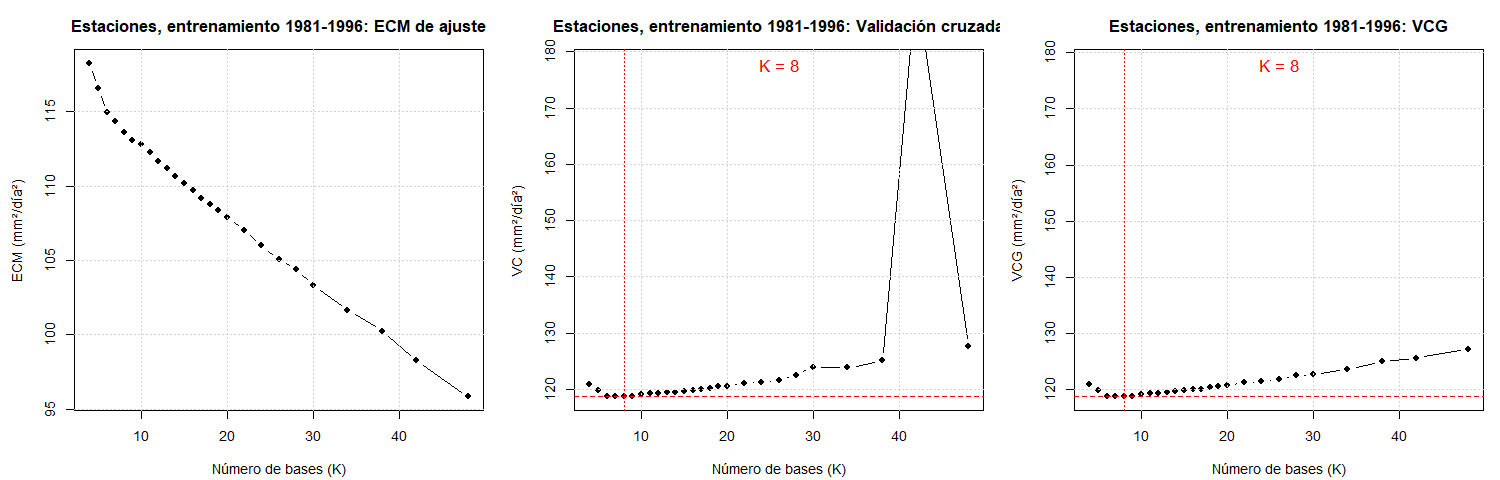 Estaciones, entrenamiento 1981-1996: ECM de ajuste
ECM (mm²/día²)
115
110
105
100
95
10 20 30 40
Número de bases (K)
Estaciones, entrenamiento 1981-1996: Validación cruzada
K = 8
VC (mm²/día²)
180
170
160
150
140
130
120
10 20 30 40
Número de bases (K)
Estaciones, entrenamiento 1981-1996: VCG
K = 8
VCG (mm²/día²)
180
170
160
150
140
130
120
10 20 30 40
Número de bases (K)